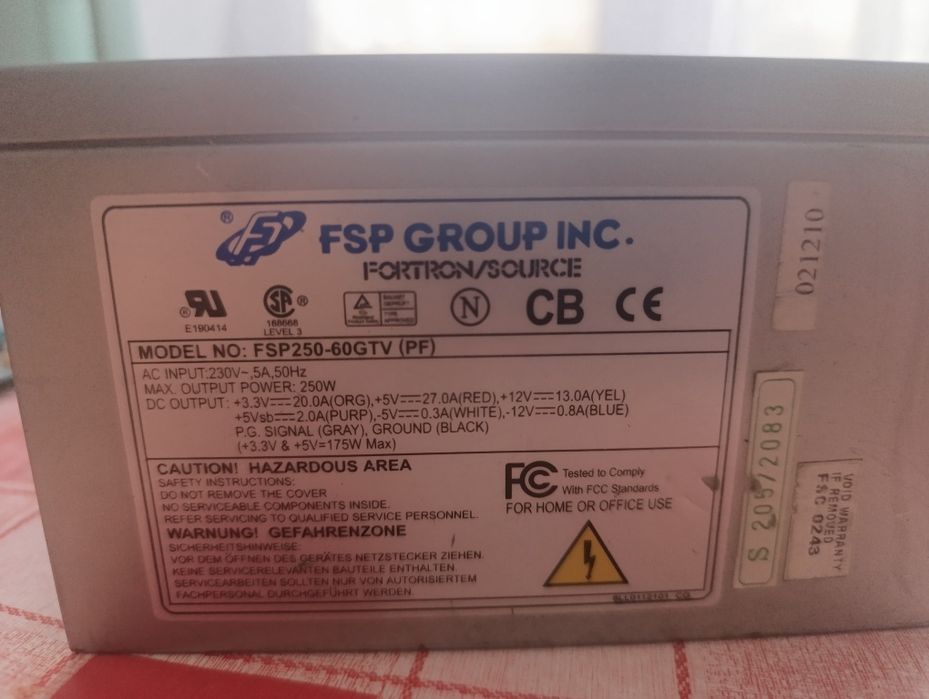 FSP GROUP INC.
FORTRON/SOURCE
E190414
SA
168668
LEVEL 3
N
CB
CE
MODEL NO: FSP250-60GTV (PF)
AC INPUT:230V~,5A,50Hz
MAX. OUTPUT POWER: 250W
DC OUTPUT: +3.3V⎓20.0A(ORG),+5V⎓27.0A(RED),+12V⎓13.0A(YEL)
+5Vsb⎓2.0A(PURP),-5V⎓0.3A(WHITE),-12V⎓0.8A(BLUE)
P.G. SIGNAL (GRAY), GROUND (BLACK)
(+3.3V & +5V=175W Max)
CAUTION! HAZARDOUS AREA
SAFETY INSTRUCTIONS:
DO NOT REMOVE THE COVER
NO SERVICEABLE COMPONENTS INSIDE.
REFER SERVICING TO QUALIFIED SERVICE PERSONNEL.
WARNUNG! GEFAHRENZONE
SICHERHEITSHINWEISE:
VOR DEM ÖFFNEN DES GERÄTES NETZSTECKER ZIEHEN.
KEINE SERVICERELEVANTEN BAUTEILE ENTHALTEN.
SERVICEARBEITEN SOLLTEN NUR VON AUTORISIERTEM
FACHPERSONAL DURCHGEFÜHRT WERDEN.
FC
Tested to Comply
With FCC Standards
FOR HOME OR OFFICE USE
021210
S 205/2083
VOID WARRANTY
IF REMOVED
FSG 0243